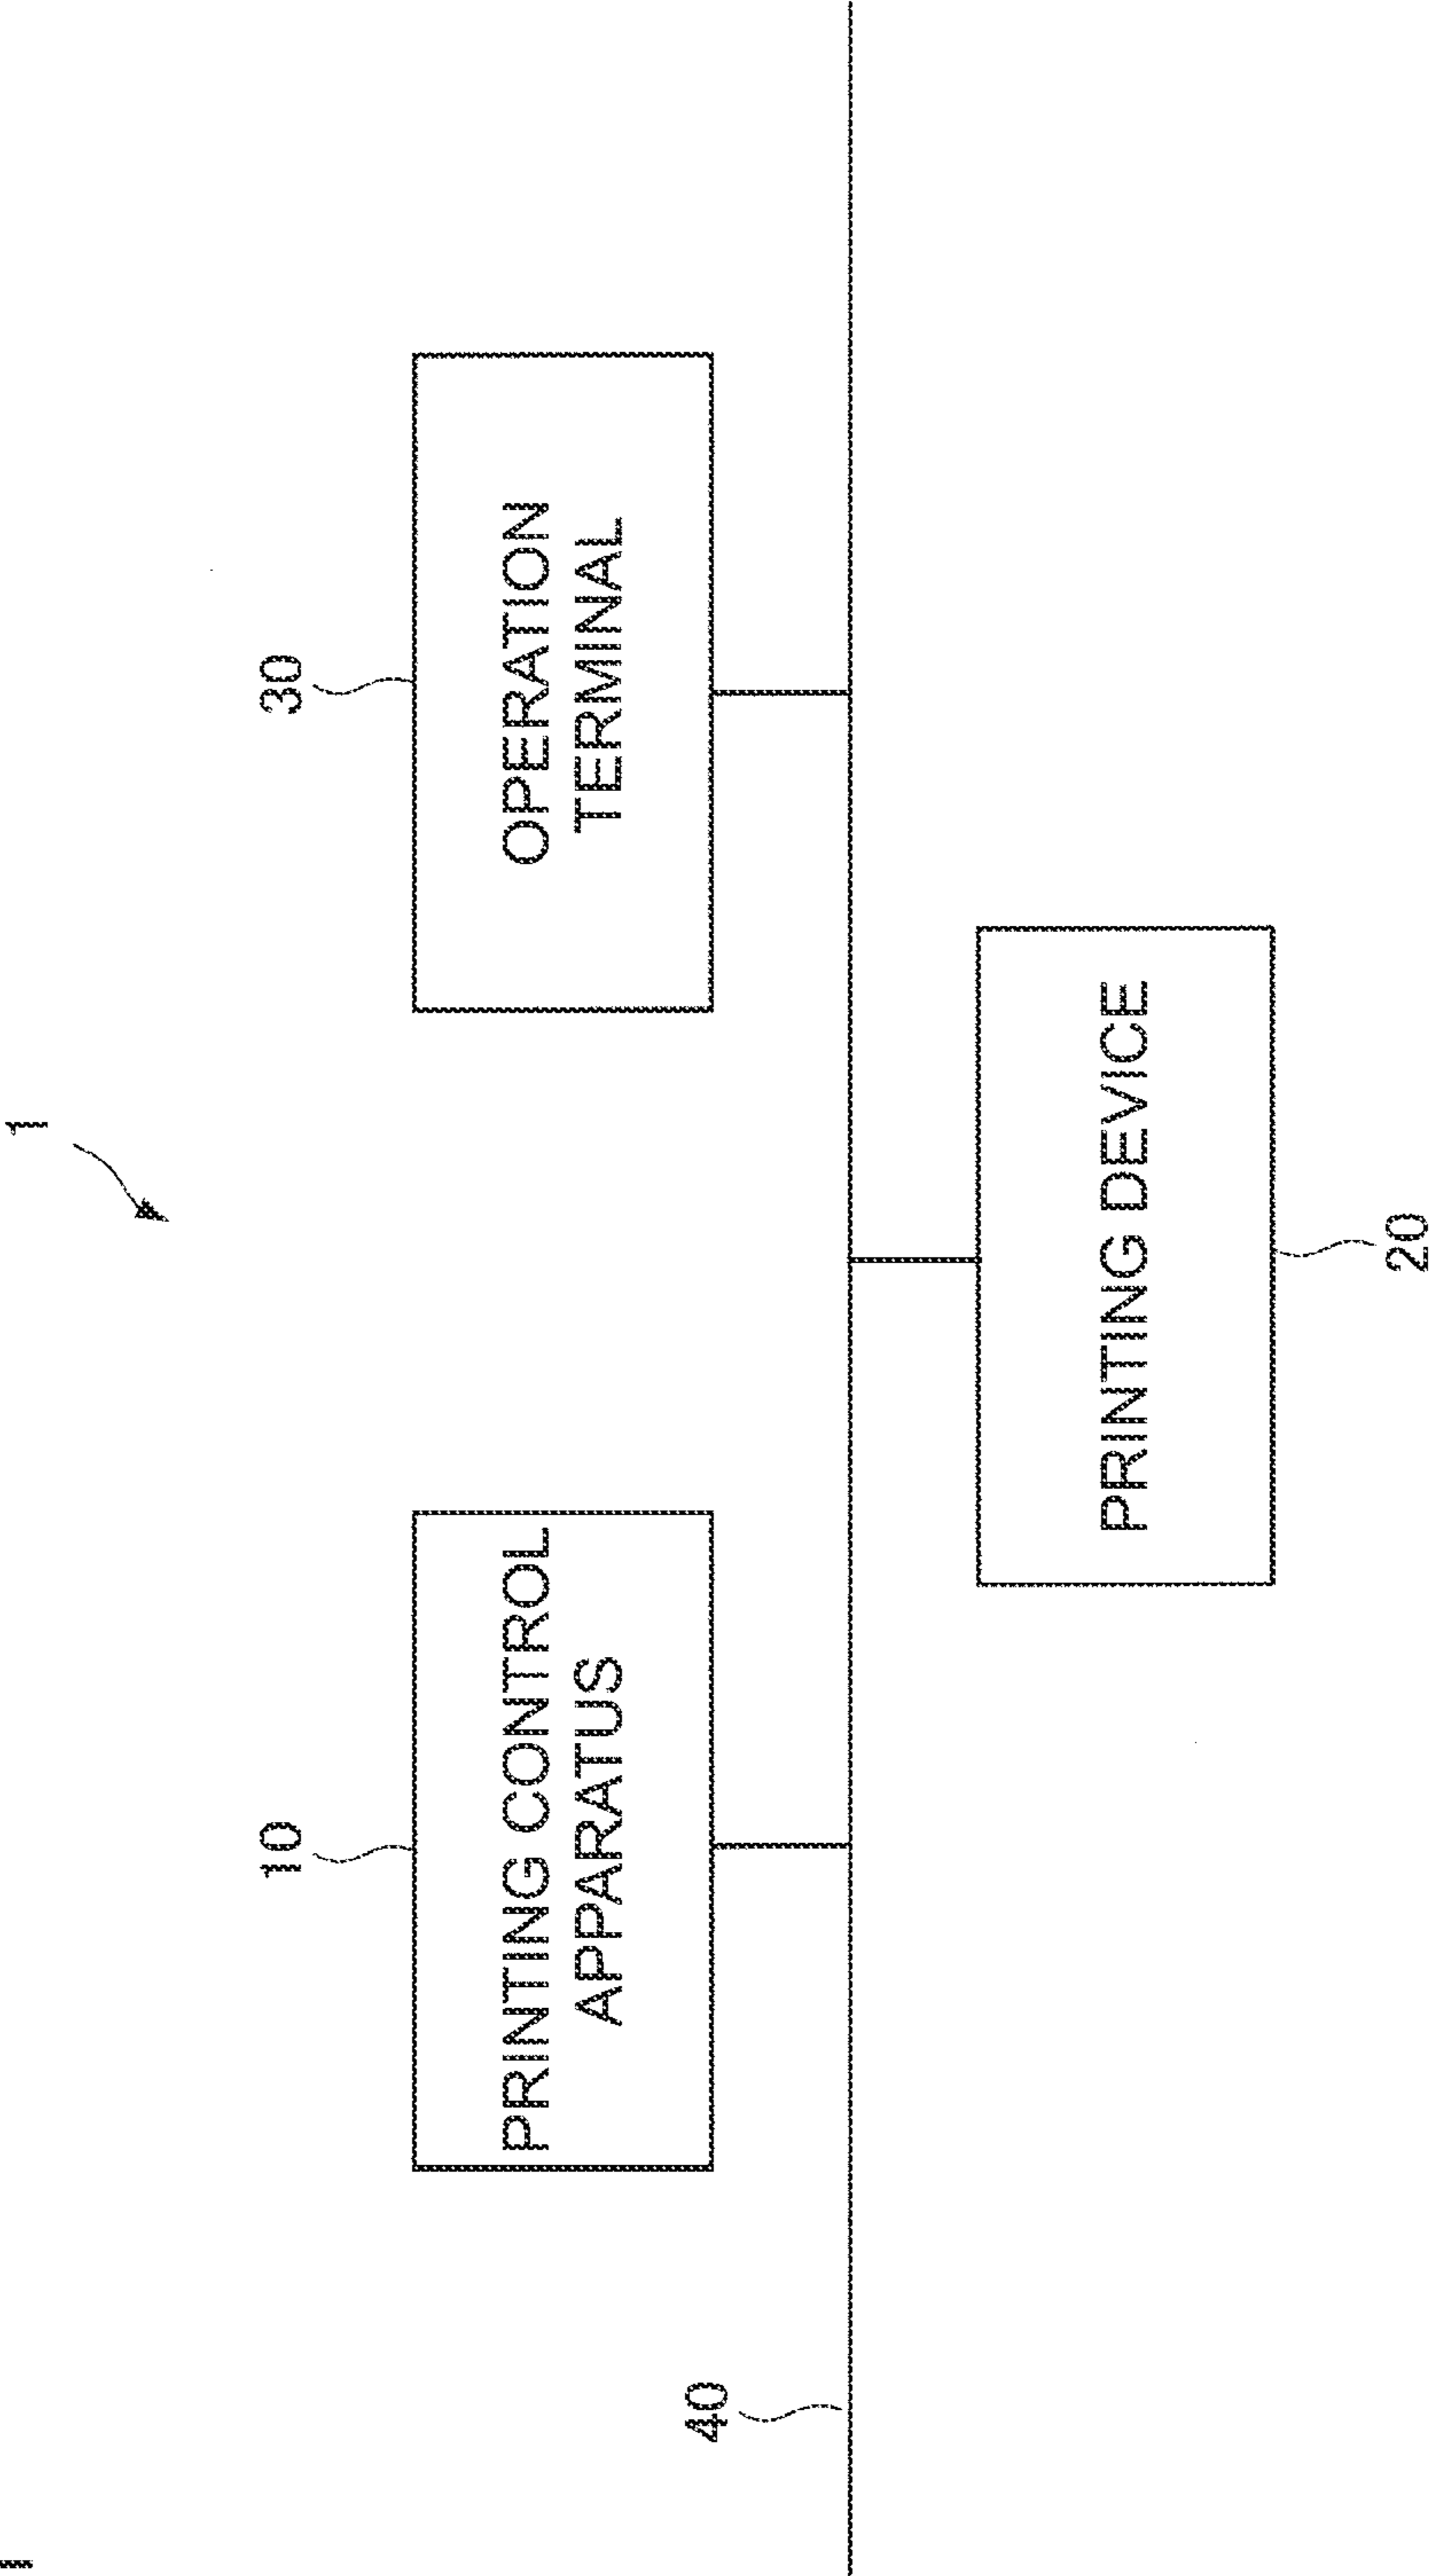 1
10
PRINTING CONTROL
APPARATUS
30
OPERATION
TERMINAL
40
PRINTING DEVICE
20